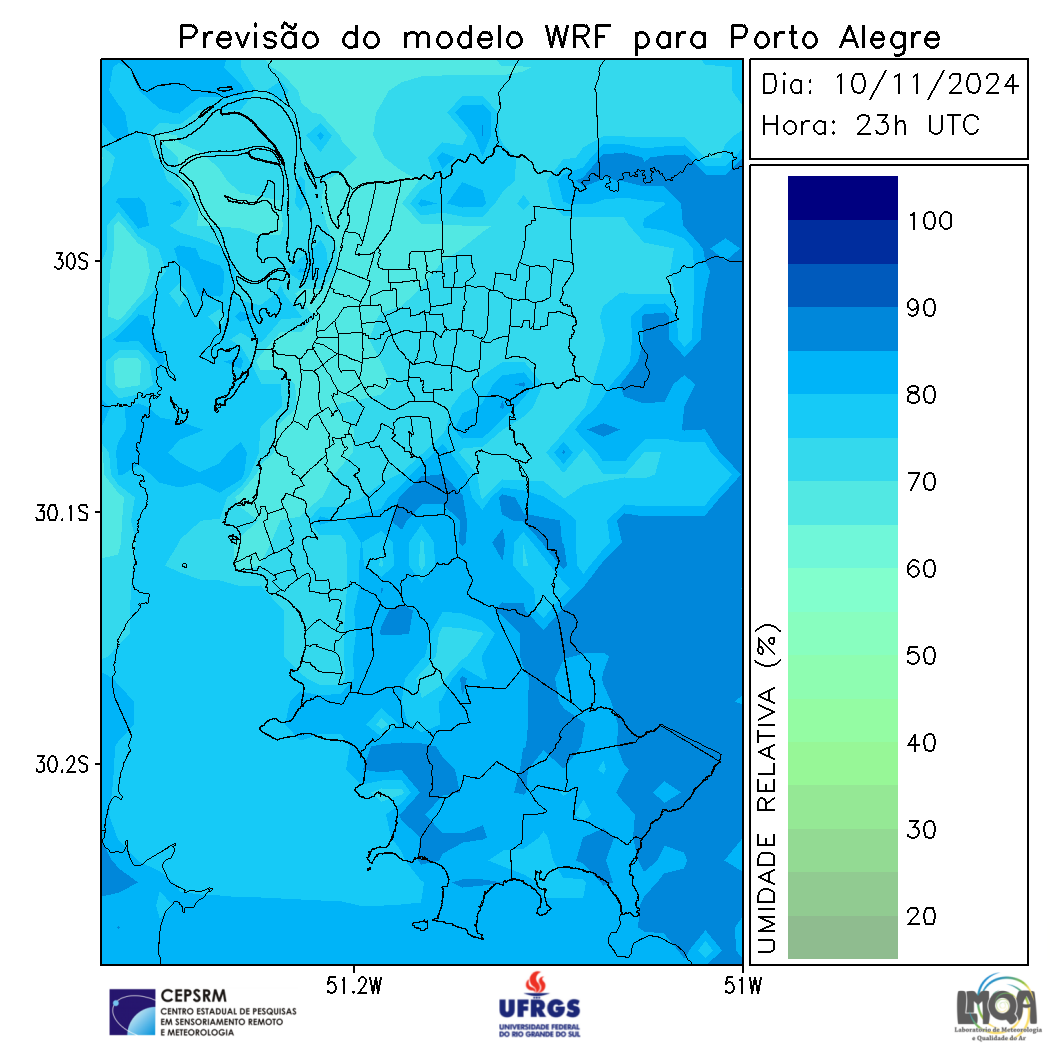 Previsão do modelo WRF para Porto Alegre
Dia: 10/11/2024
Hora: 23h UTC
30S
30.1S
30.2S
51.2W
51W
100
90
80
70
60
50
40
30
20
UMIDADE RELATIVA (%)
CEPSRM
CENTRO ESTADUAL DE PESQUISAS
EM SENSORIAMENTO REMOTO
E METEOROLOGIA
UFRGS
UNIVERSIDADE FEDERAL
DO RIO GRANDE DO SUL
LMQA
Laboratório de Meteorologia
e Qualidade do Ar